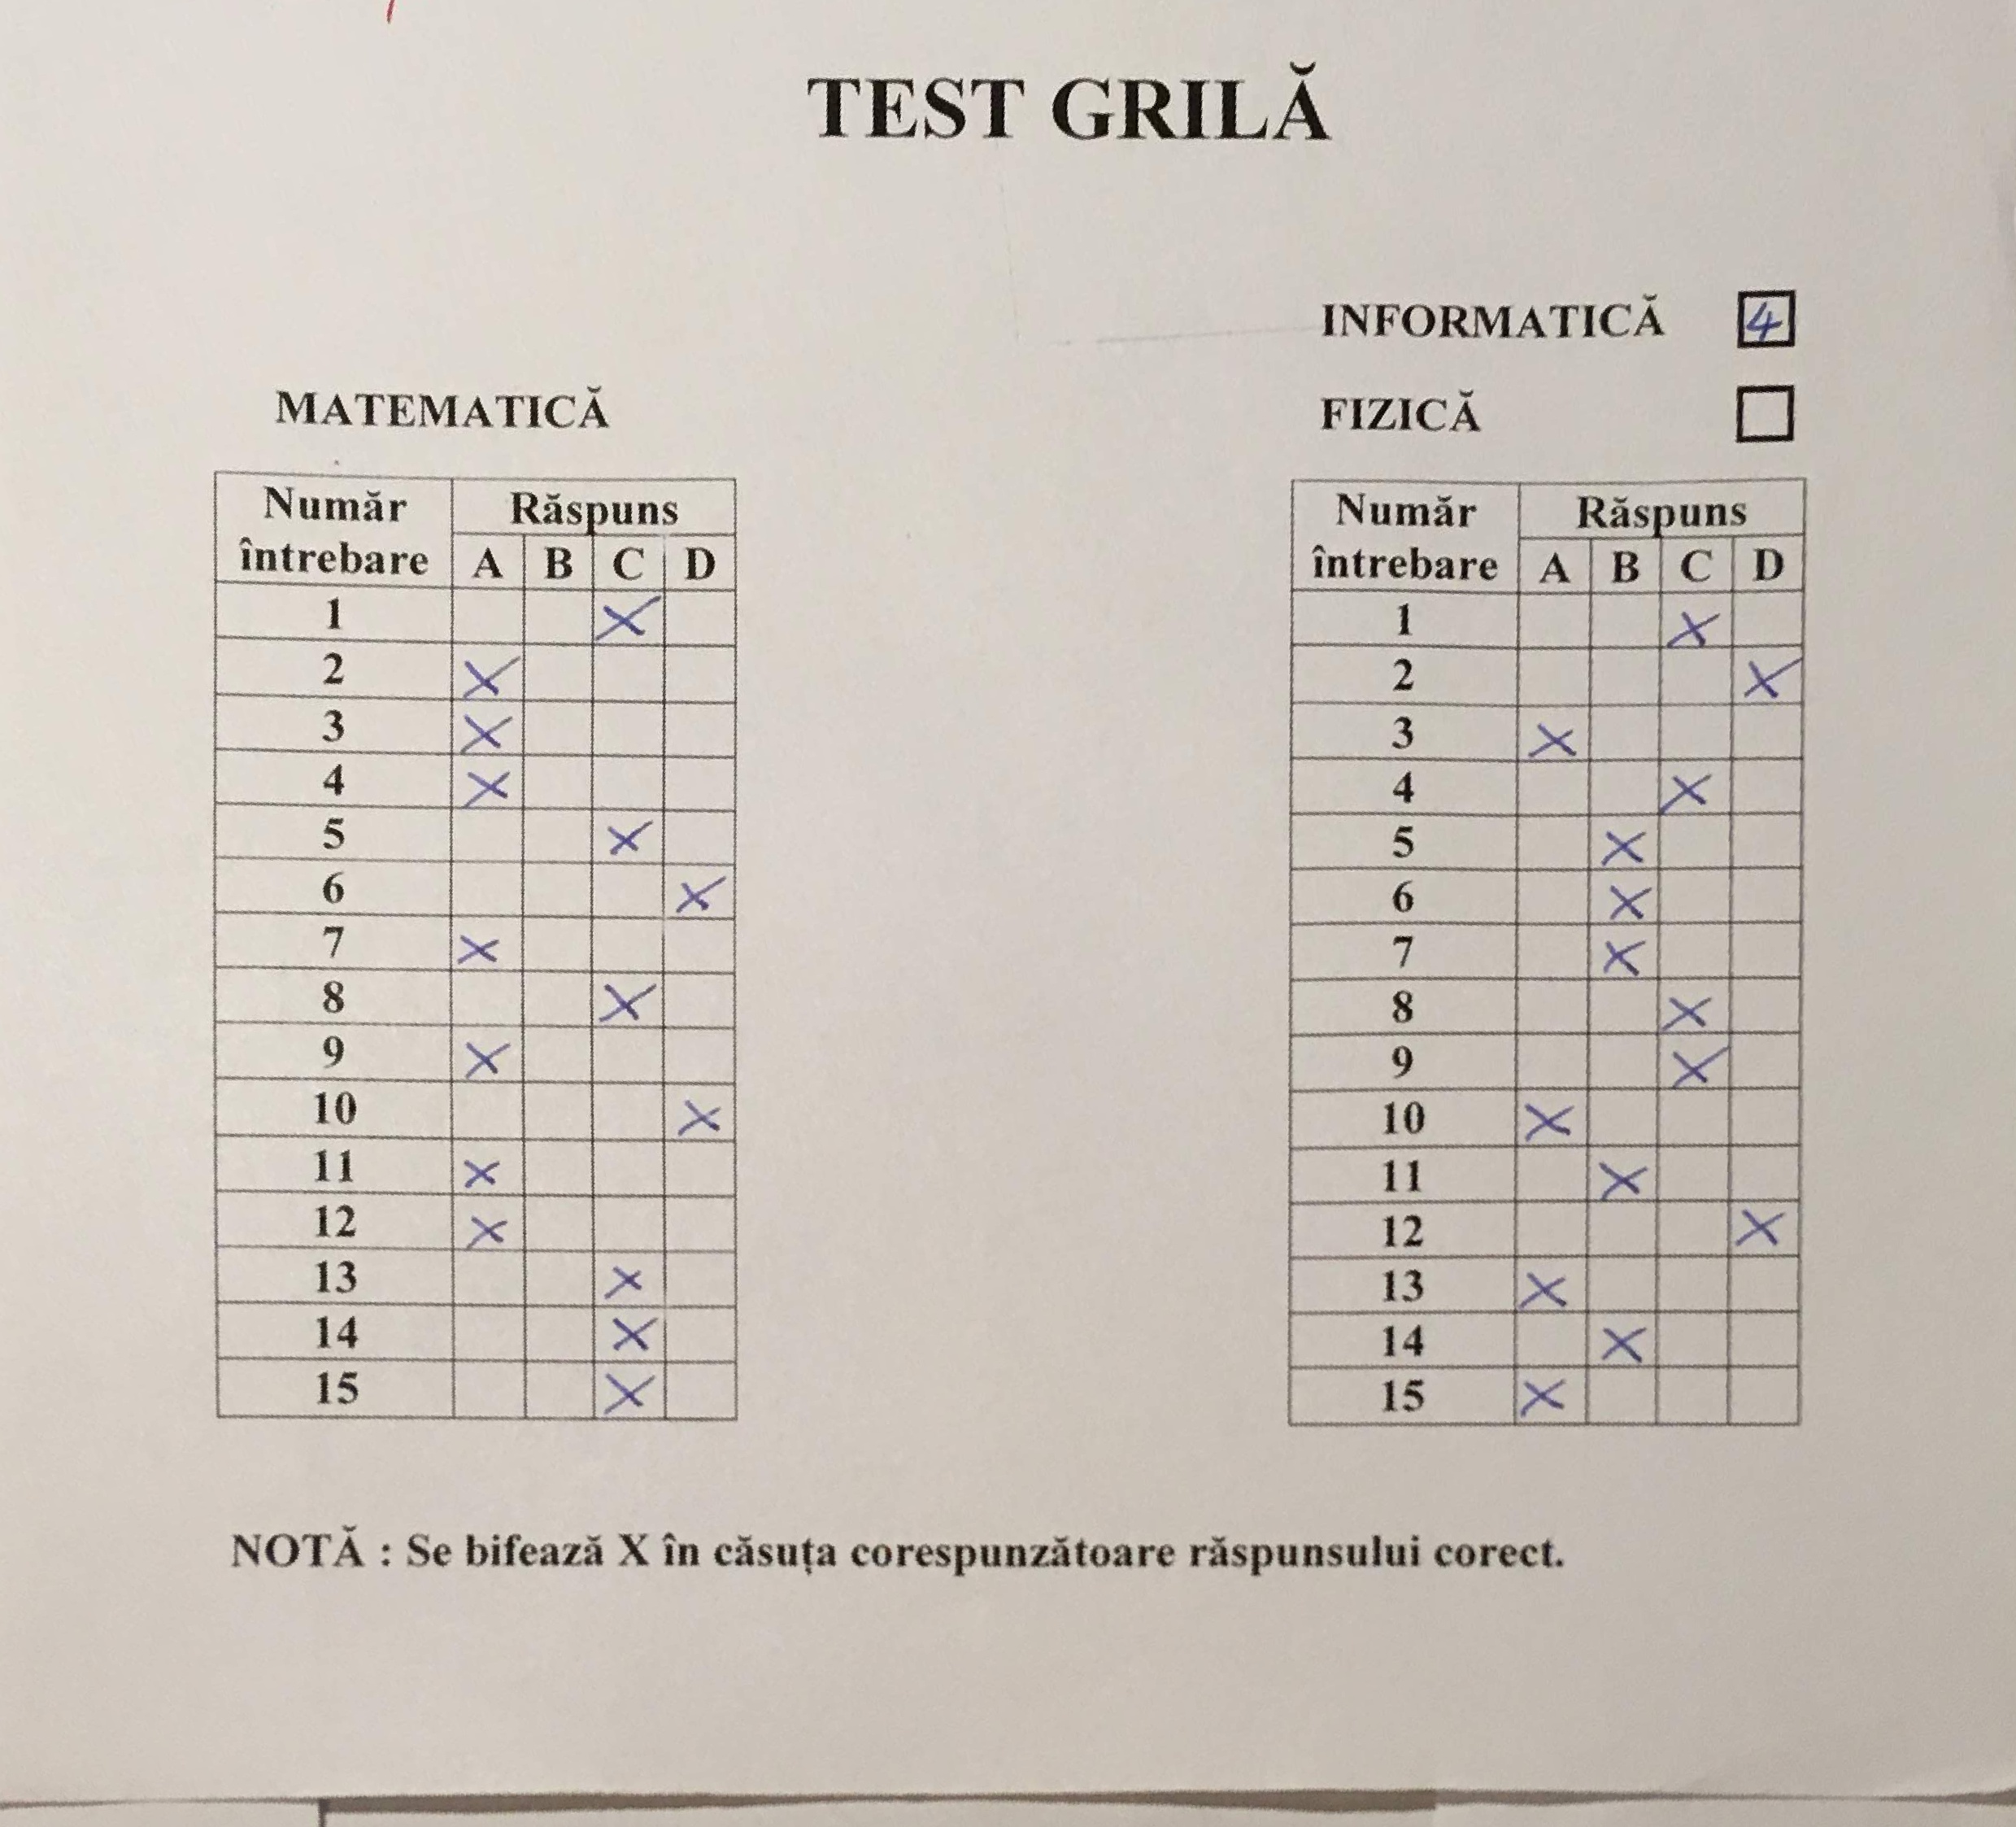 TEST GRILĂ
INFORMATICĂ 4
MATEMATICĂ
FIZICĂ
Număr întrebare Răspuns
A B C D
1 X
2 X
3 X
4 X
5 X
6 X
7 X
8 X
9 X
10 X
11 X
12 X
13 X
14 X
15 X
Număr întrebare Răspuns
A B C D
1 X
2 X
3 X
4 X
5 X
6 X
7 X
8 X
9 X
10 X
11 X
12 X
13 X
14 X
15 X
NOTĂ : Se bifează X în căsuța corespunzătoare răspunsului corect.